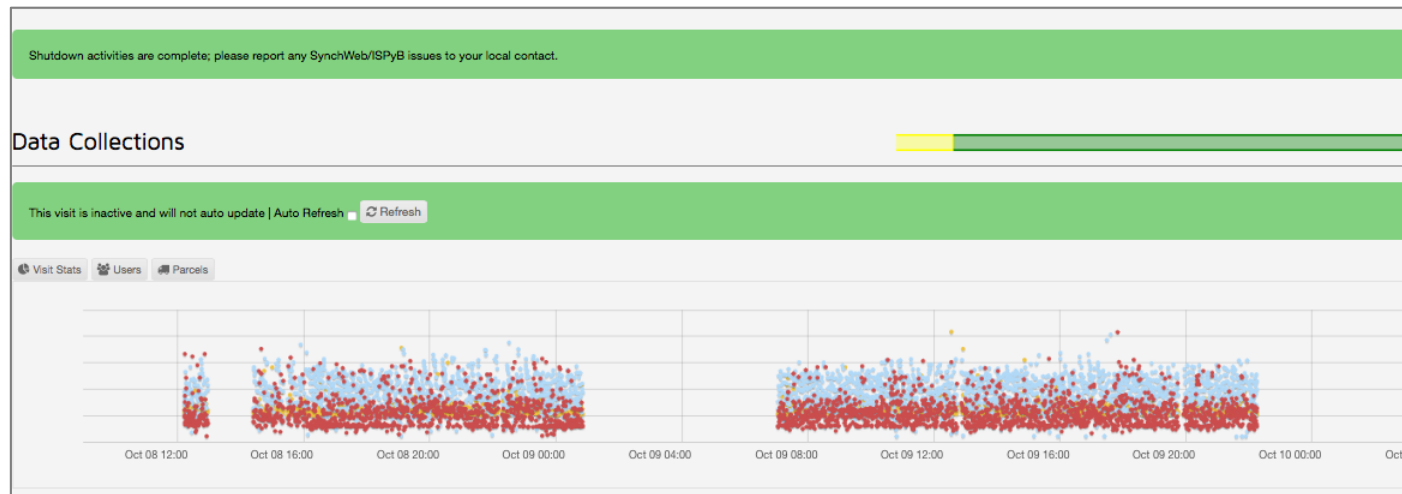 Shutdown activities are complete; please report any SynchWeb/ISPyB issues to your local contact.
Data Collections
This visit is inactive and will not auto update | Auto Refresh Refresh
Visit Stats Users Parcels
Oct 08 12:00 Oct 08 16:00 Oct 08 20:00 Oct 09 00:00 Oct 09 04:00 Oct 09 08:00 Oct 09 12:00 Oct 09 16:00 Oct 09 20:00 Oct 10 00:00 Oct